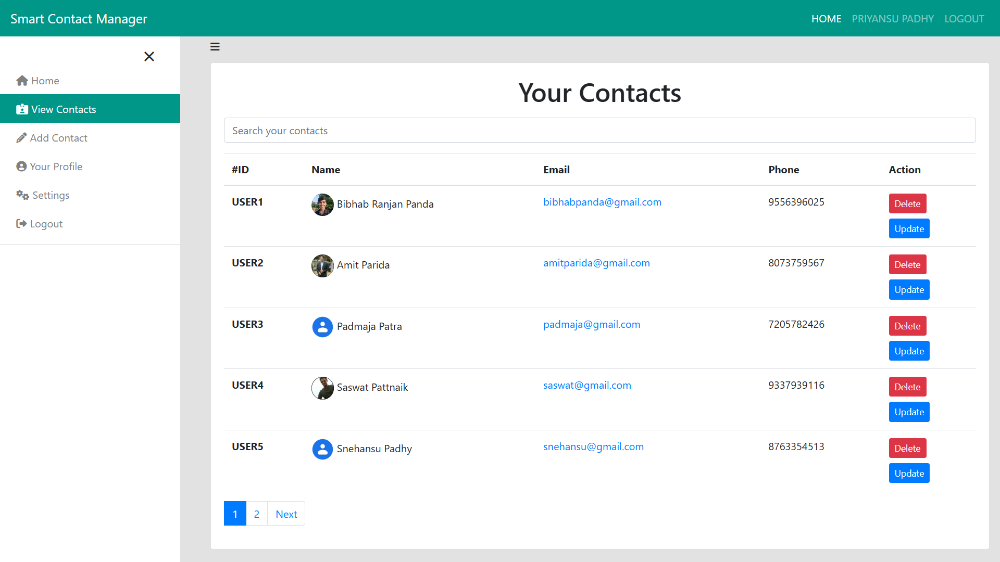 Smart Contact Manager
HOME PRIYANSU PADHY LOGOUT
Home
View Contacts
Add Contact
Your Profile
Settings
Logout
Your Contacts
Search your contacts
#ID Name Email Phone Action
USER1 Bibhab Ranjan Panda bibhabpanda@gmail.com 9556396025 Delete
Update
USER2 Amit Parida amitparida@gmail.com 8073759567 Delete
Update
USER3 Padmaja Patra padmaja@gmail.com 7205782426 Delete
Update
USER4 Saswat Pattnaik saswat@gmail.com 9337939116 Delete
Update
USER5 Snehansu Padhy snehansu@gmail.com 8763354513 Delete
Update
1 2 Next